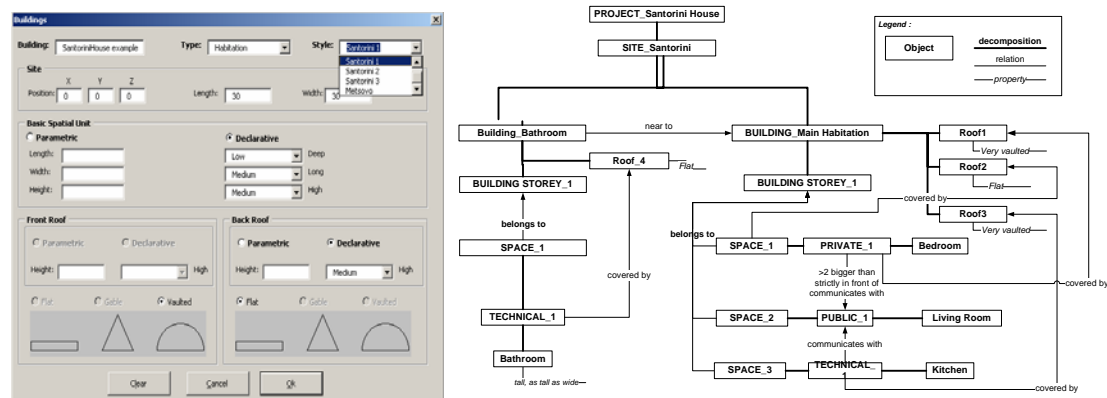 Buildings
Building: SantoriniHouse example Type: Habitation Style: Santorini 1
Santorini 1
Santorini 2
Santorini 3
Metsovo
Site
X Y Z
Position: 0 0 0 Length: 30 Width: 30
Basic Spatial Unit
Parametric Declarative
Length: Low Deep
Width: Medium Long
Height: Medium High
Front Roof
Parametric Declarative
Height: High
Flat Gable Vaulted
Back Roof
Parametric Declarative
Height: Medium High
Flat Gable Vaulted
Clear Cancel Ok
PROJECT_Santorini House
SITE_Santorini
Legend :
Object
decomposition
relation
property
Building_Bathroom
near to
BUILDING_Main Habitation
Roof1
Very vaulted
Roof_4
Flat
Roof2
Flat
BUILDING STOREY_1
BUILDING STOREY_1
covered by
Roof3
Very vaulted
belongs to
belongs to
SPACE_1
SPACE_1
PRIVATE_1
Bedroom
covered by
>2 bigger than
strictly in front of
communicates with
covered by
TECHNICAL_1
SPACE_2
PUBLIC_1
Living Room
communicates with
Bathroom
tall, as tall as wide
SPACE_3
TECHNICAL_
1
Kitchen
covered by